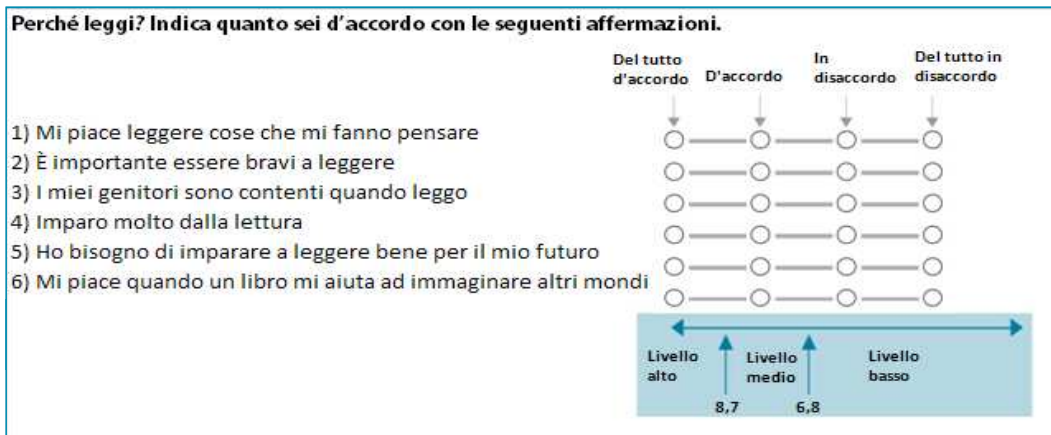 Perché leggi? Indica quanto sei d’accordo con le seguenti affermazioni.
Del tutto d'accordo
D'accordo
In disaccordo
Del tutto in disaccordo
1) Mi piace leggere cose che mi fanno pensare
2) È importante essere bravi a leggere
3) I miei genitori sono contenti quando leggo
4) Imparo molto dalla lettura
5) Ho bisogno di imparare a leggere bene per il mio futuro
6) Mi piace quando un libro mi aiuta ad immaginare altri mondi
Livello alto
Livello medio
Livello basso
8,7
6,8